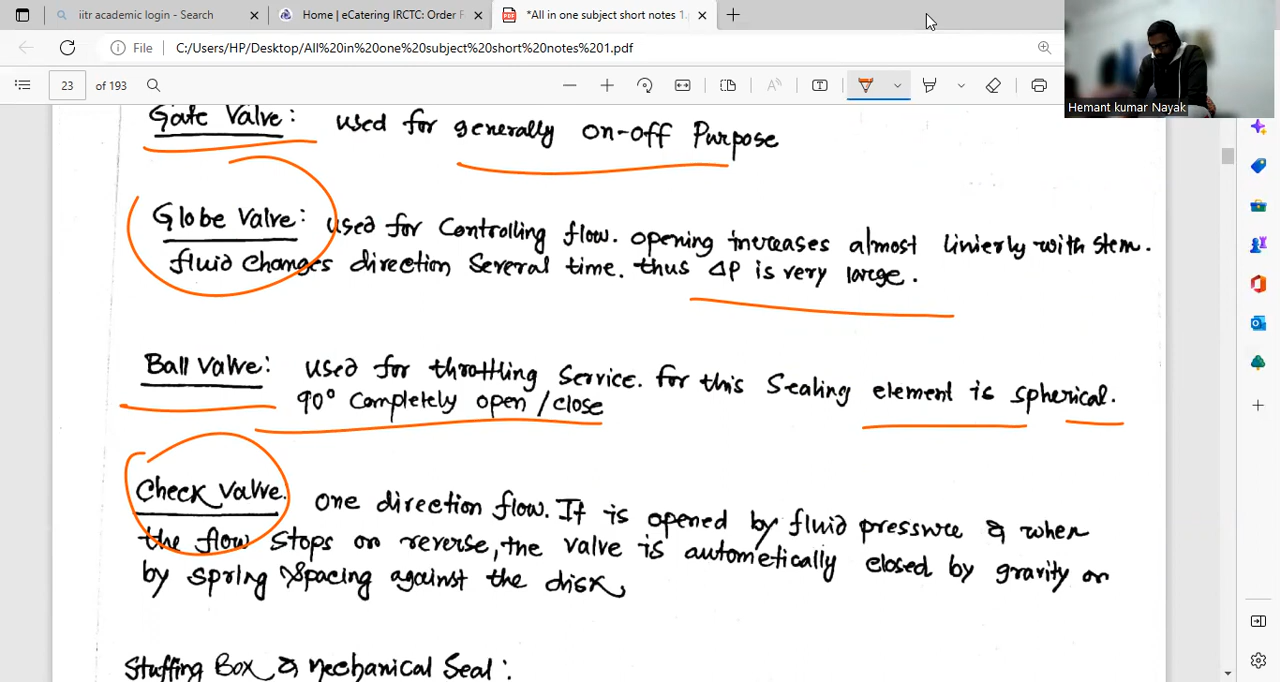 iitr academic login - Search
Home | eCatering IRCTC: Order F
*All in one subject short notes 1.p
File
C:/Users/HP/Desktop/All%20in%20one%20subject%20short%20notes%201.pdf
23 of 193
Hemant kumar Nayak
Gate Valve: used for generally on-off Purpose
Globe Valve: used for Controlling flow. opening increases almost linierly with stem.
fluid changes direction Several time. thus ΔP is very large.
Ball Valve: used for throttling Service. for this Sealing element is spherical.
90° Completely open/close
Check Valve. one direction flow. It is opened by fluid pressure & when
the flow stops or reverse, the valve is autometically closed by gravity or
by spring spacing against the disk,
Stuffing Box & Mechanical Seal: